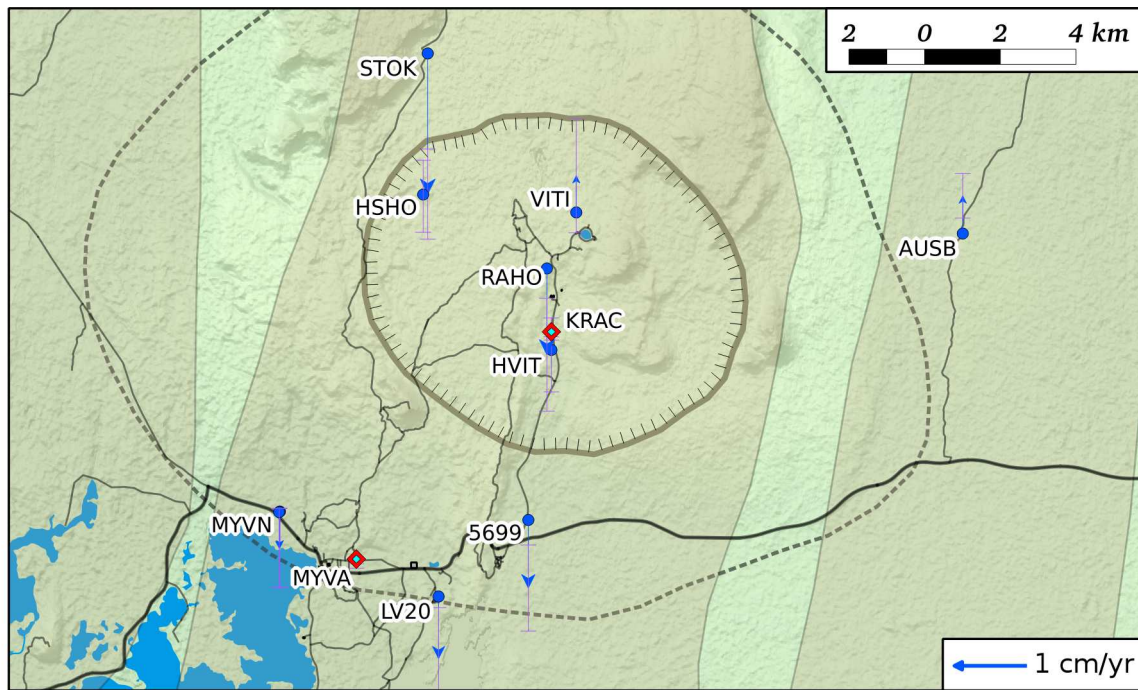 2 0 2 4 km
STOK
HSHO
VITI
AUSB
RAHO
KRAC
HVIT
MYVN
5699
MYVA
LV20
1 cm/yr